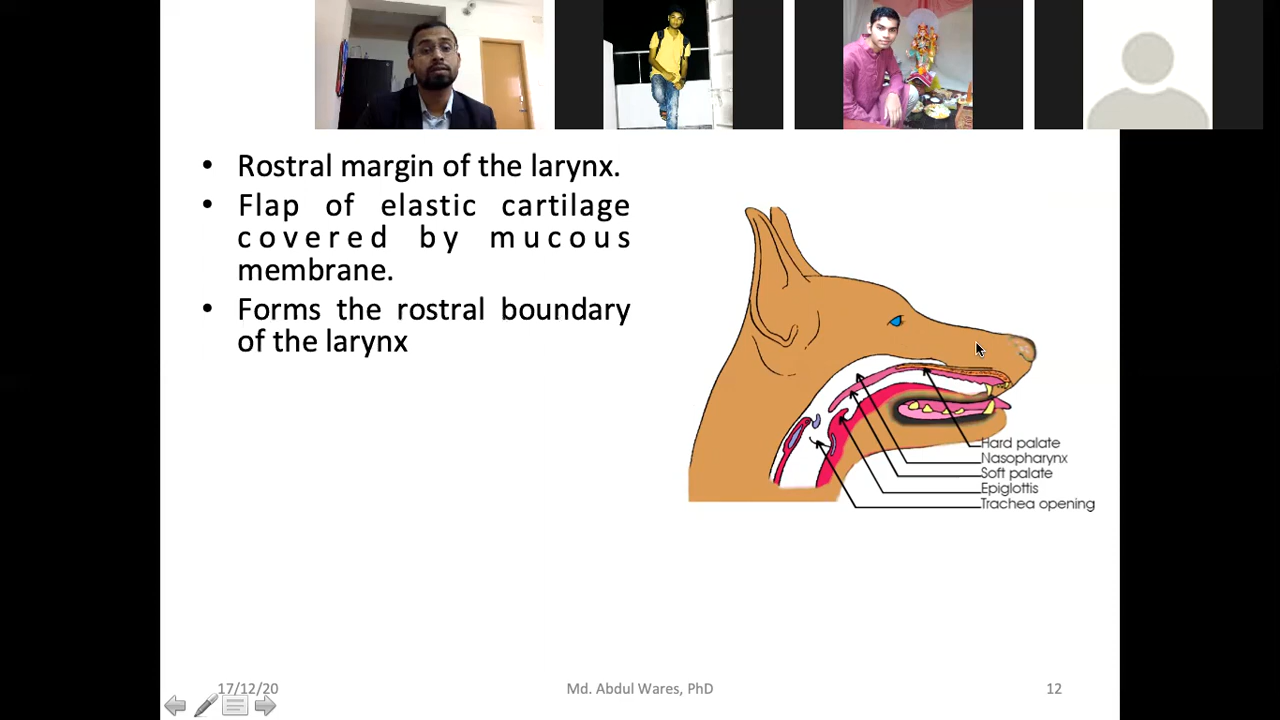 • Rostral margin of the larynx.
• Flap of elastic cartilage
covered by mucous
membrane.
• Forms the rostral boundary
of the larynx
Hard palate
Nasopharynx
Soft palate
Epiglottis
Trachea opening
17/12/20
Md. Abdul Wares, PhD
12